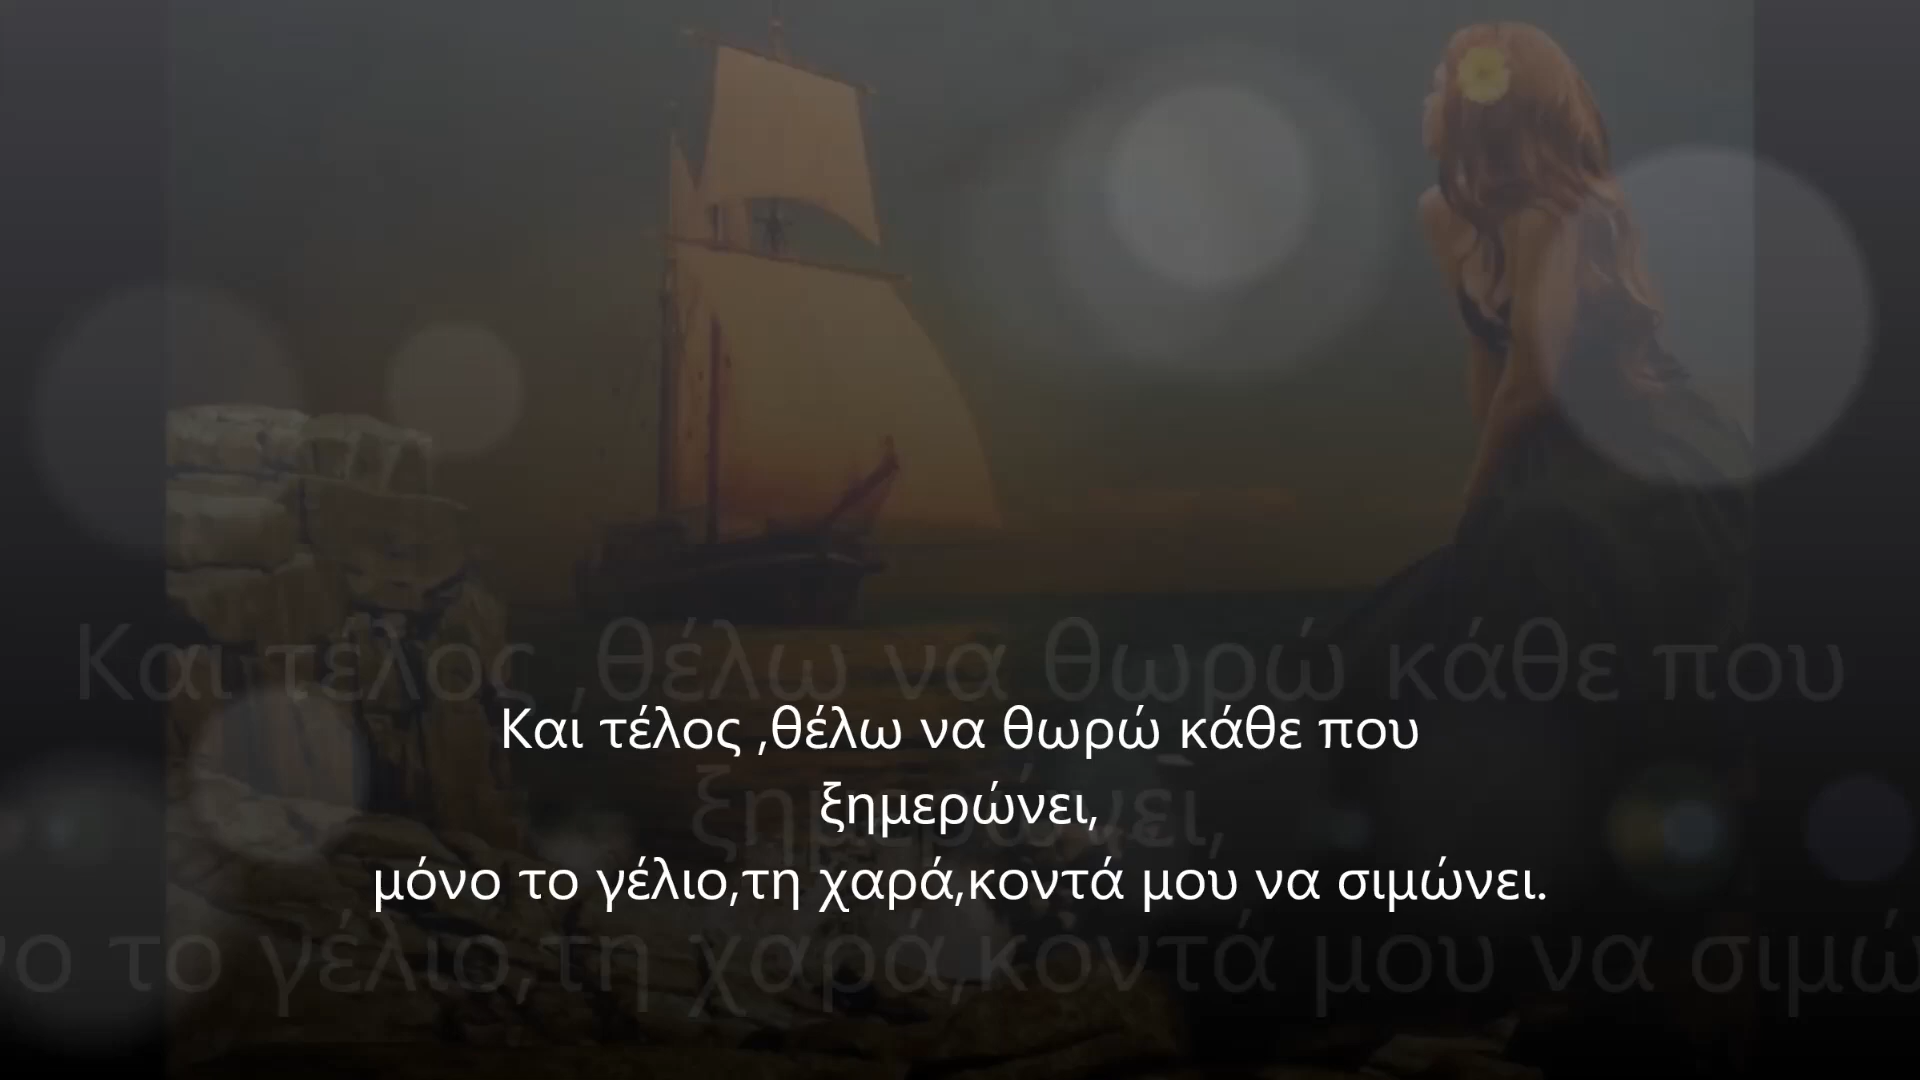 Και τέλος ,θέλω να θωρώ κάθε που
ξημερώνει,
μόνο το γέλιο,τη χαρά,κοντά μου να σιμώνει.